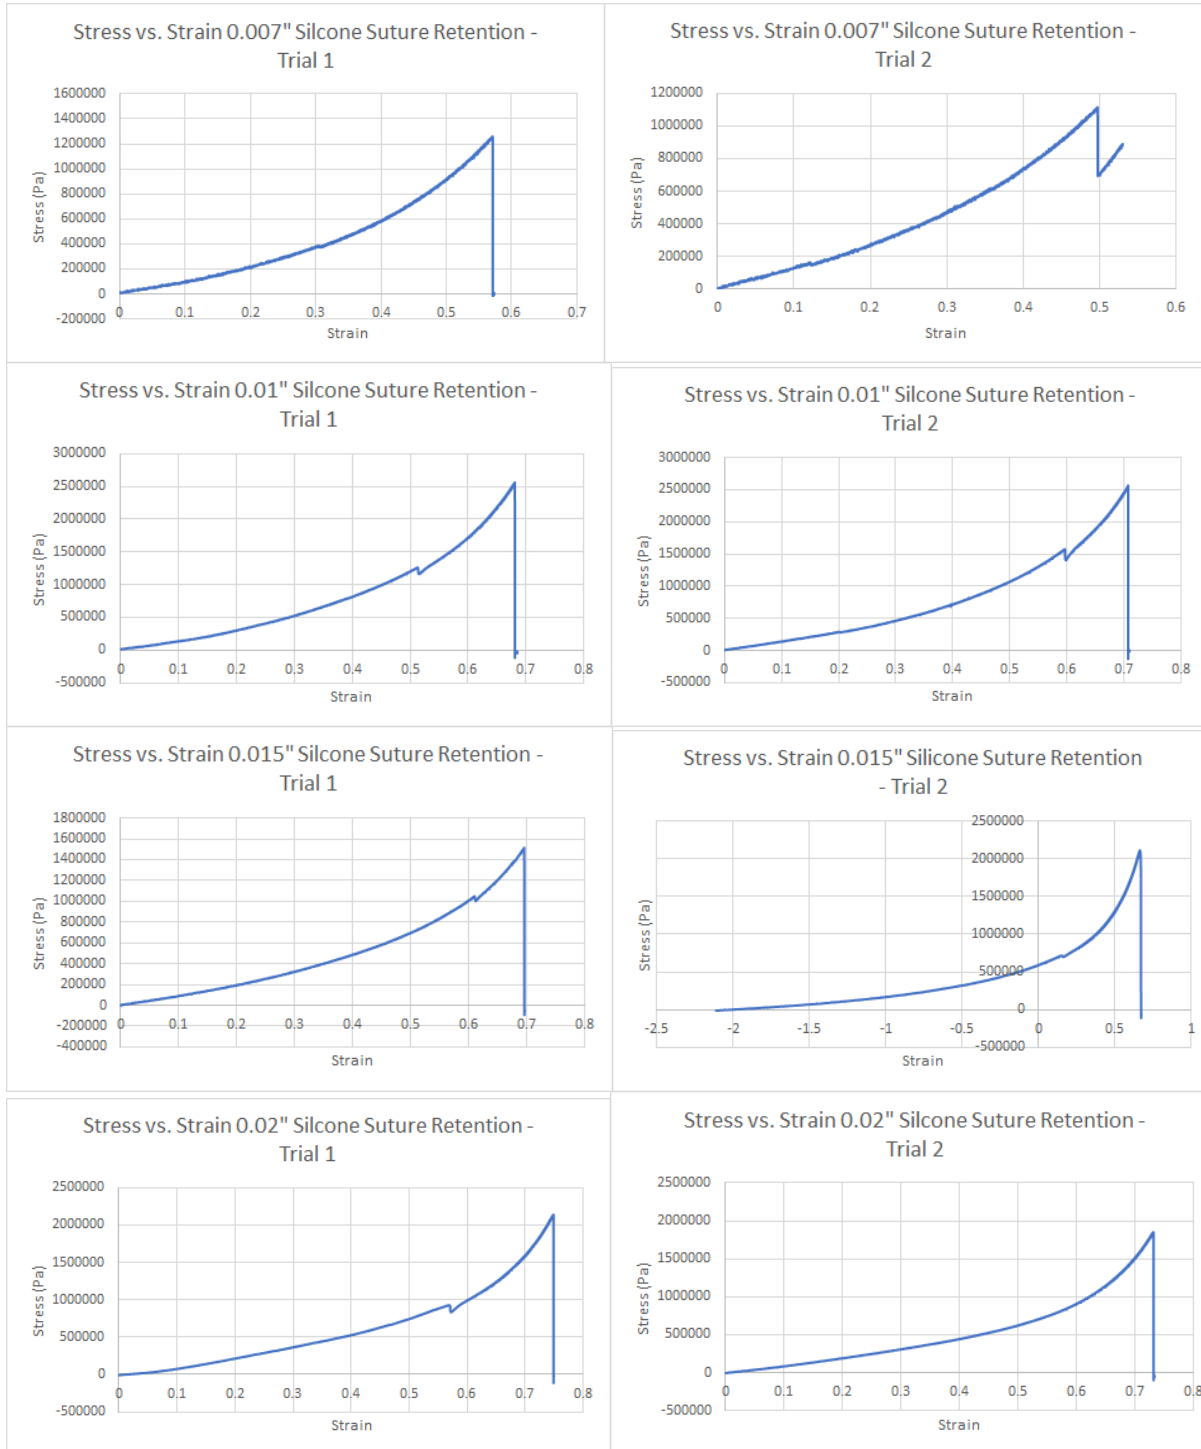 Stress vs. Strain 0.007" Silcone Suture Retention -
Trial 1
1600000
1400000
1200000
1000000
800000
600000
400000
200000
0
-200000
0 0.1 0.2 0.3 0.4 0.5 0.6 0.7
Stress (Pa)
Strain
Stress vs. Strain 0.007" Silcone Suture Retention -
Trial 2
1200000
1000000
800000
600000
400000
200000
0
0 0.1 0.2 0.3 0.4 0.5 0.6
Stress (Pa)
Strain
Stress vs. Strain 0.01" Silcone Suture Retention -
Trial 1
3000000
2500000
2000000
1500000
1000000
500000
0
-500000
0 0.1 0.2 0.3 0.4 0.5 0.6 0.7 0.8
Stress (Pa)
Strain
Stress vs. Strain 0.01" Silcone Suture Retention -
Trial 2
3000000
2500000
2000000
1500000
1000000
500000
0
-500000
0 0.1 0.2 0.3 0.4 0.5 0.6 0.7 0.8
Stress (Pa)
Strain
Stress vs. Strain 0.015" Silcone Suture Retention -
Trial 1
1800000
1600000
1400000
1200000
1000000
800000
600000
400000
200000
0
-200000
-400000
0 0.1 0.2 0.3 0.4 0.5 0.6 0.7 0.8
Stress (Pa)
Strain
Stress vs. Strain 0.015" Silicone Suture Retention
- Trial 2
2500000
2000000
1500000
1000000
500000
0
-500000
-2.5 -2 -1.5 -1 -0.5 0 0.5 1
Stress (Pa)
Strain
Stress vs. Strain 0.02" Silcone Suture Retention -
Trial 1
2500000
2000000
1500000
1000000
500000
0
-500000
0 0.1 0.2 0.3 0.4 0.5 0.6 0.7 0.8
Stress (Pa)
Strain
Stress vs. Strain 0.02" Silcone Suture Retention -
Trial 2
2500000
2000000
1500000
1000000
500000
0
-500000
0 0.1 0.2 0.3 0.4 0.5 0.6 0.7 0.8
Stress (Pa)
Strain